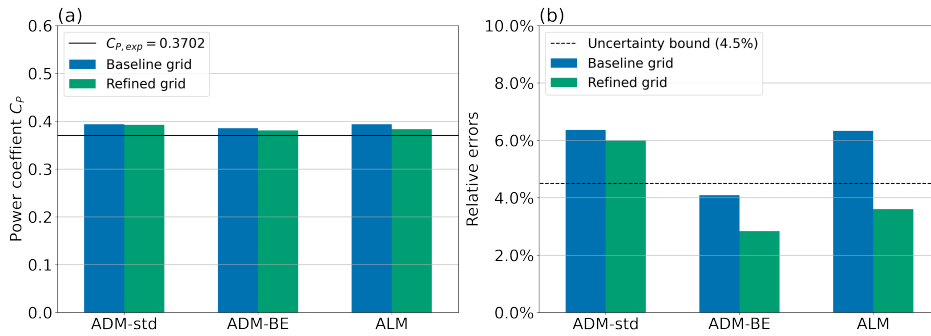 (a)
0.6
0.5
0.4
0.3
0.2
0.1
0.0
Power coeffient C_P
C_{P,exp} = 0.3702
Baseline grid
Refined grid
ADM-std ADM-BE ALM
(b)
10.0%
8.0%
6.0%
4.0%
2.0%
0.0%
Relative errors
Uncertainty bound (4.5%)
Baseline grid
Refined grid
ADM-std ADM-BE ALM